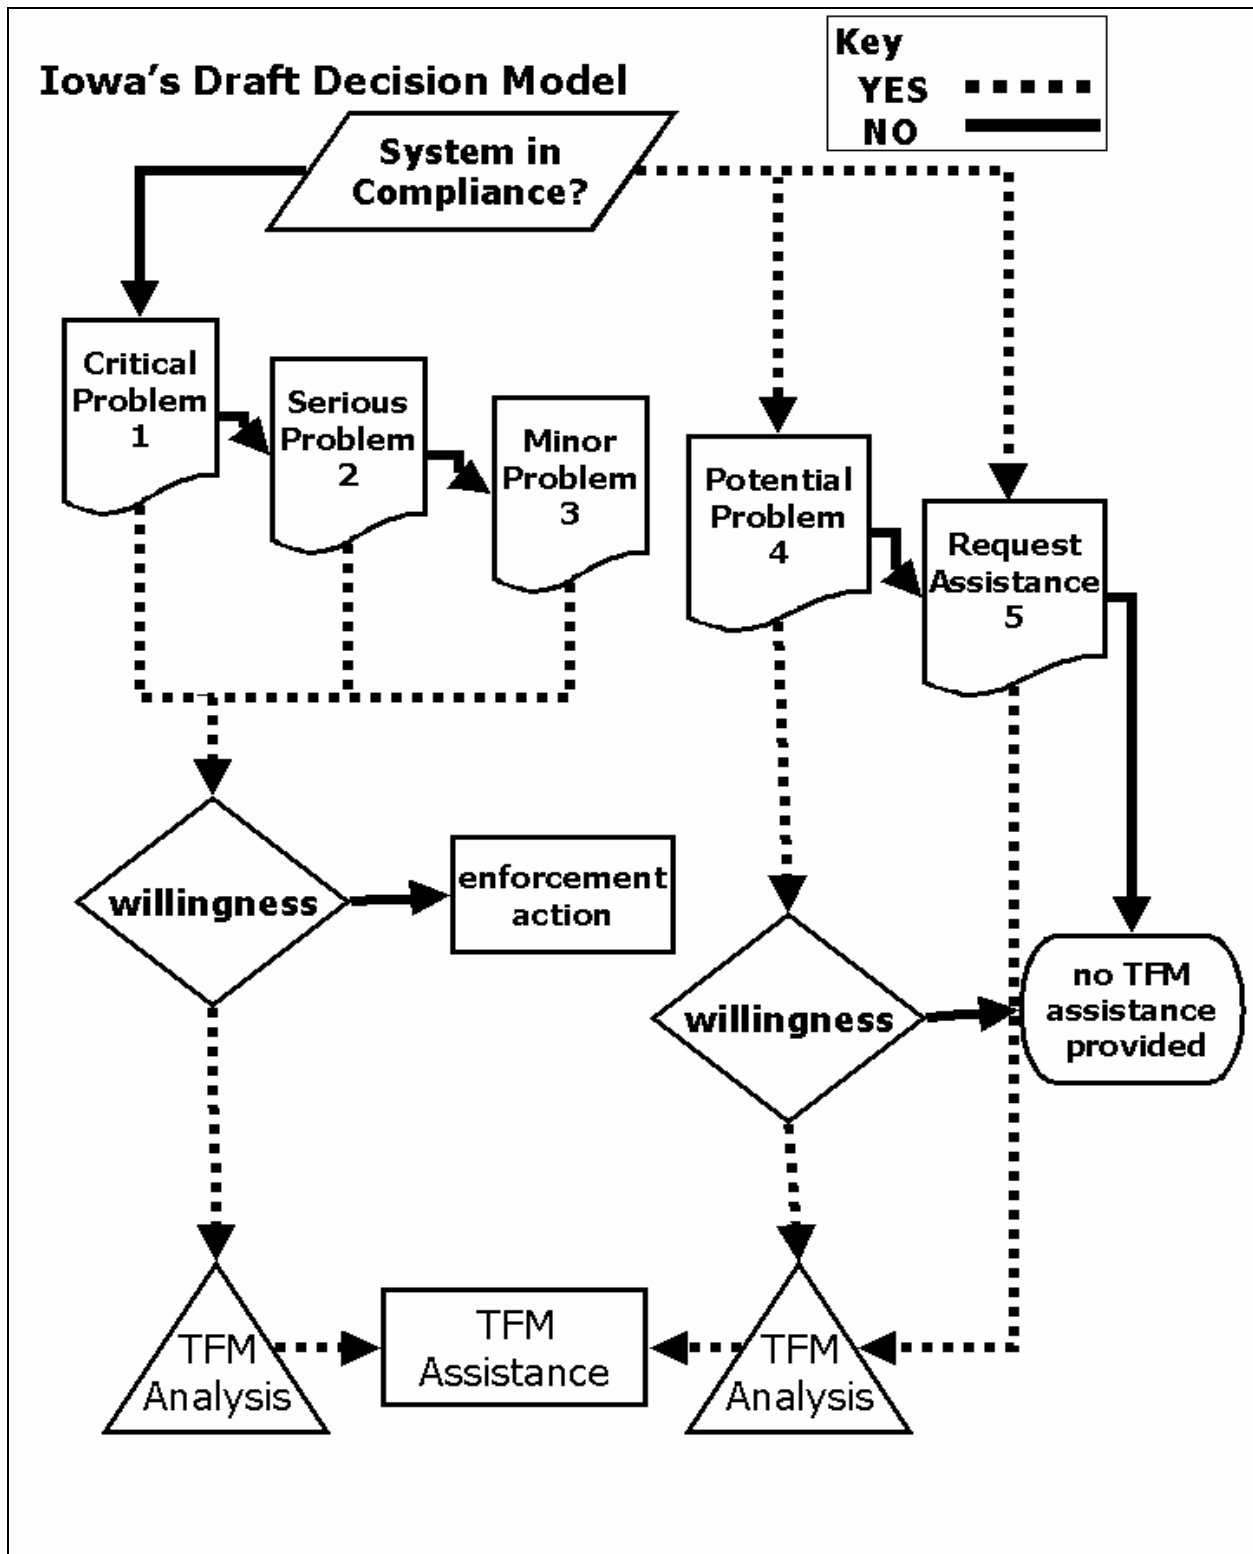 Iowa's Draft Decision Model
Key
YES
NO
System in
Compliance?
Critical
Problem
1
Serious
Problem
2
Minor
Problem
3
Potential
Problem
4
Request
Assistance
5
willingness
enforcement
action
willingness
no TFM
assistance
provided
TFM
Analysis
TFM
Assistance
TFM
Analysis